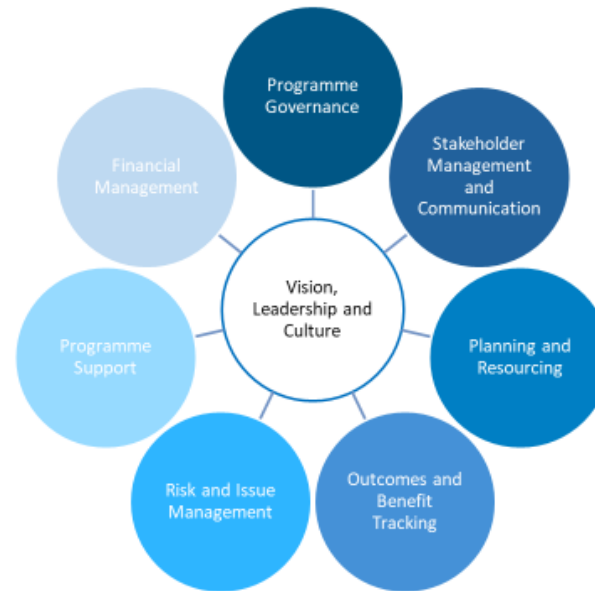 Programme
Governance
Stakeholder
Management
and
Communication
Planning and
Resourcing
Outcomes and
Benefit
Tracking
Risk and Issue
Management
Programme
Support
Financial
Management
Vision,
Leadership and
Culture